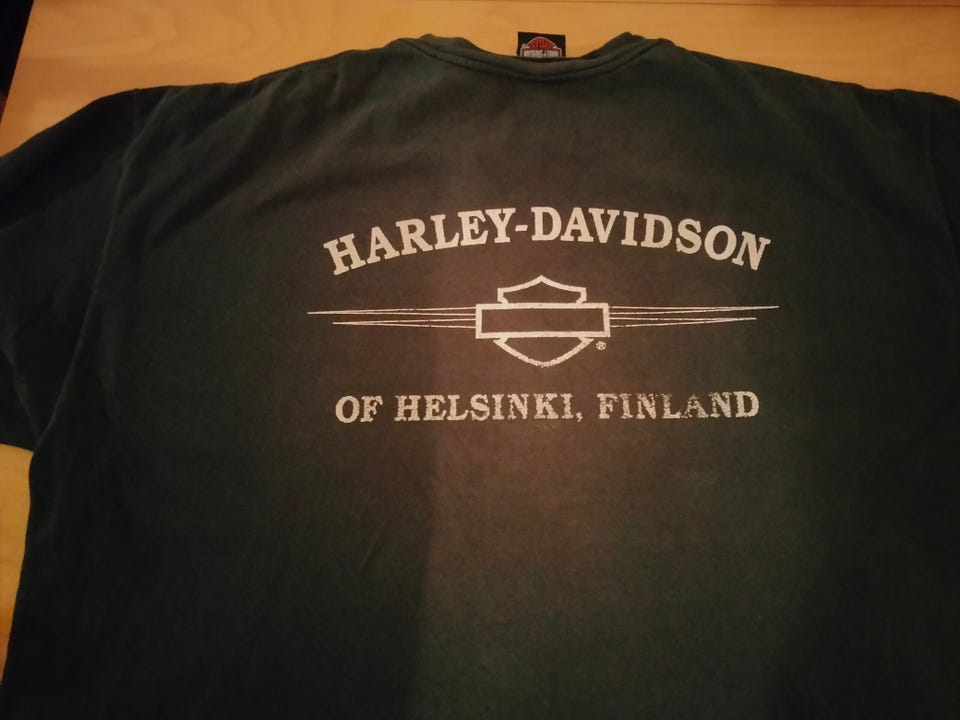 HARLEY-DAVIDSON
®
OF HELSINKI, FINLAND